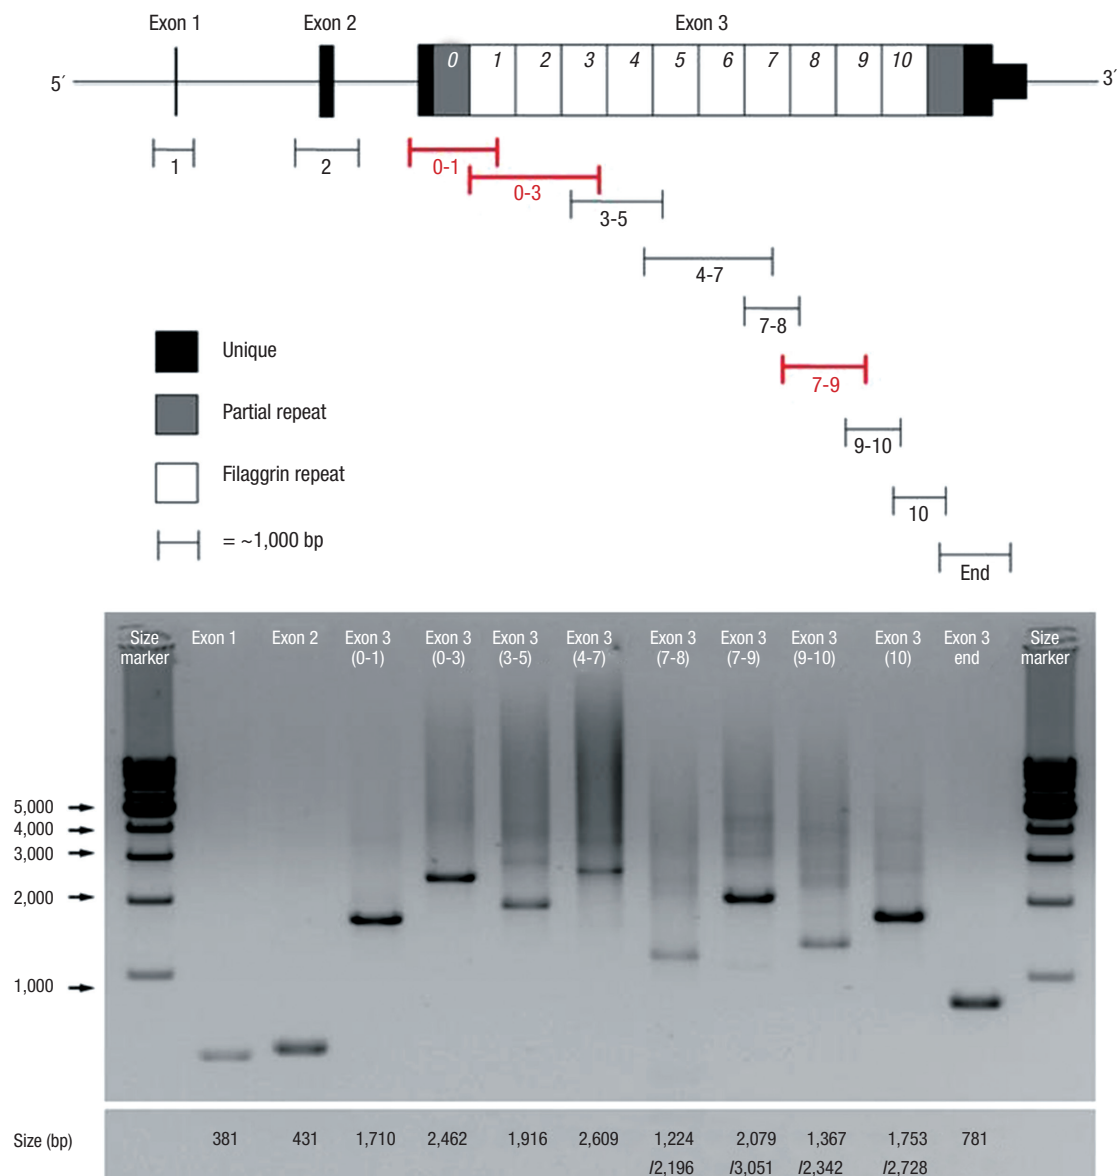 Exon 1 Exon 2 Exon 3
5´ 0 1 2 3 4 5 6 7 8 9 10 3´
1 2 0-1
0-3
3-5
4-7
7-8
Unique
7-9
Partial repeat
9-10
Filaggrin repeat
10
= ~1,000 bp
End
Size Exon 1 Exon 2 Exon 3 Exon 3 Exon 3 Exon 3 Exon 3 Exon 3 Exon 3 Exon 3 Exon 3 Size
marker (0-1) (0-3) (3-5) (4-7) (7-8) (7-9) (9-10) (10) end marker
5,000
4,000
3,000
2,000
1,000
Size (bp) 381 431 1,710 2,462 1,916 2,609 1,224 2,079 1,367 1,753 781
/2,196 /3,051 /2,342 /2,728